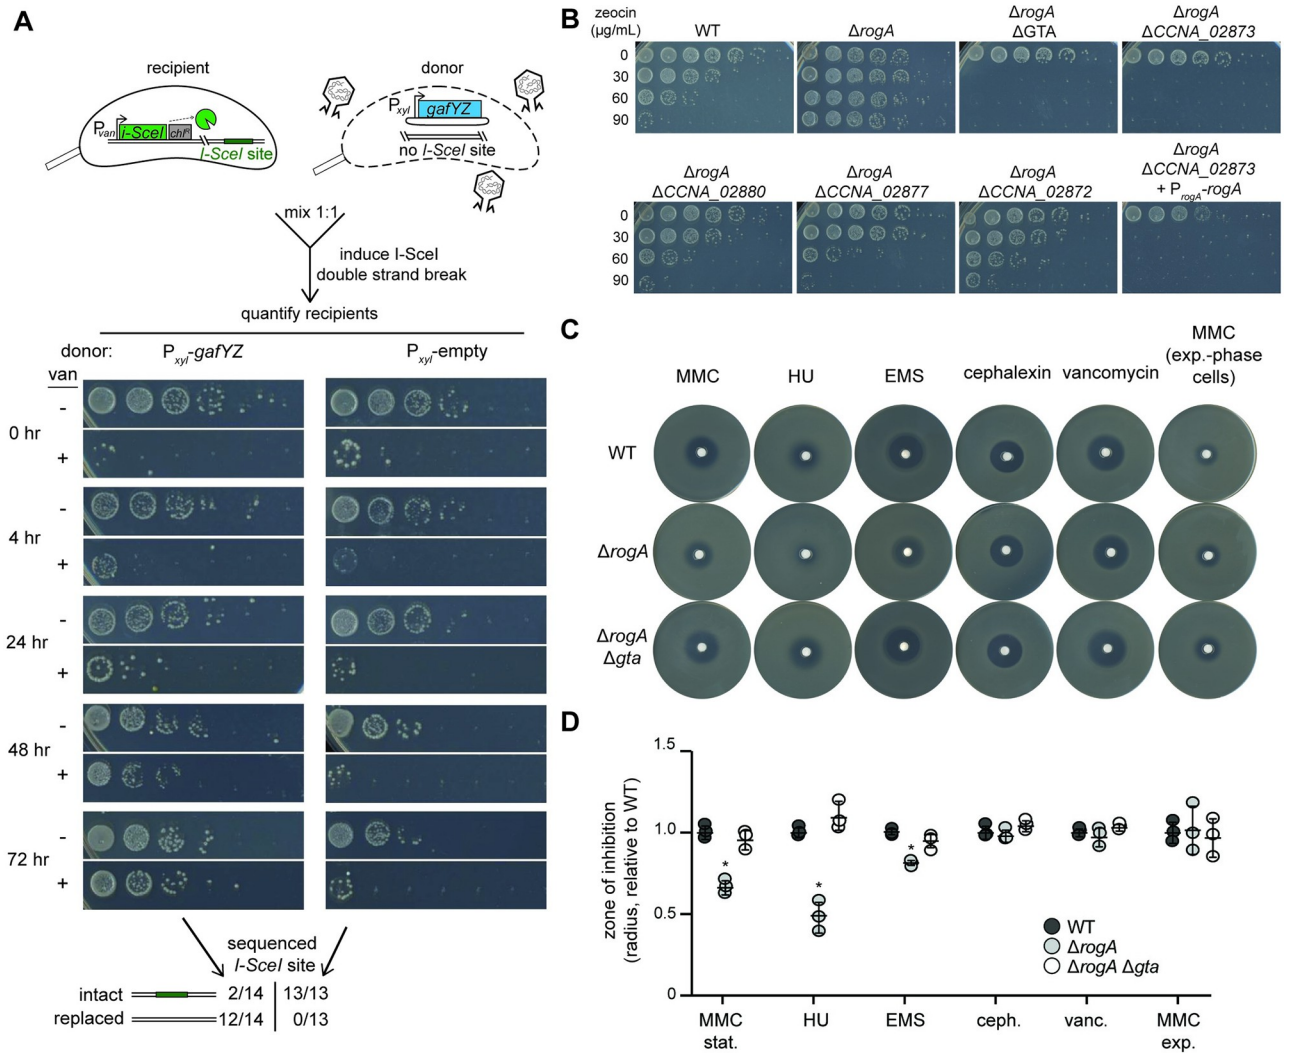 A
recipient
donor
Pvan
i-SceI
chlR
I-SceI site
Pxyl
gafYZ
no I-SceI site
mix 1:1
induce I-SceI
double strand break
quantify recipients
donor:
Pxyl-gafYZ
Pxyl-empty
van
0 hr
-
+
4 hr
-
+
24 hr
-
+
48 hr
-
+
72 hr
-
+
sequenced
I-SceI site
intact
2/14
13/13
replaced
12/14
0/13
B
zeocin
(µg/mL)
WT
ΔrogA
ΔrogA
ΔGTA
ΔrogA
ΔCCNA_02873
0
30
60
90
ΔrogA
ΔCCNA_02880
ΔrogA
ΔCCNA_02877
ΔrogA
ΔCCNA_02872
ΔrogA
ΔCCNA_02873
+ ProgA-rogA
0
30
60
90
C
MMC
HU
EMS
cephalexin
vancomycin
MMC
(exp.-phase
cells)
WT
ΔrogA
ΔrogA
Δgta
D
zone of inhibition
(radius, relative to WT)
1.5
1.0
0.5
0
*
*
*
WT
ΔrogA
ΔrogA Δgta
MMC
stat.
HU
EMS
ceph.
vanc.
MMC
exp.